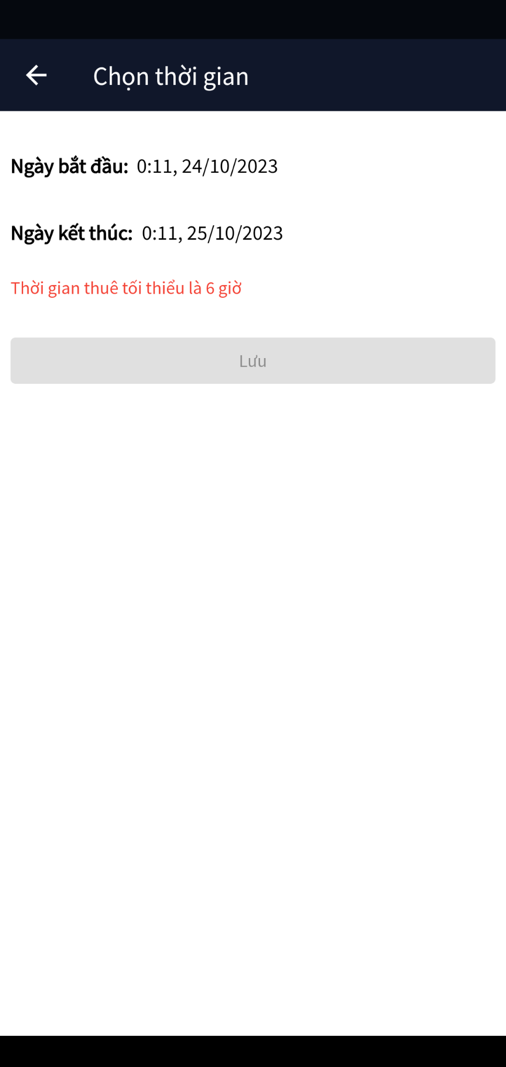 Chọn thời gian
Ngày bắt đầu: 0:11, 24/10/2023
Ngày kết thúc: 0:11, 25/10/2023
Thời gian thuê tối thiểu là 6 giờ
Lưu